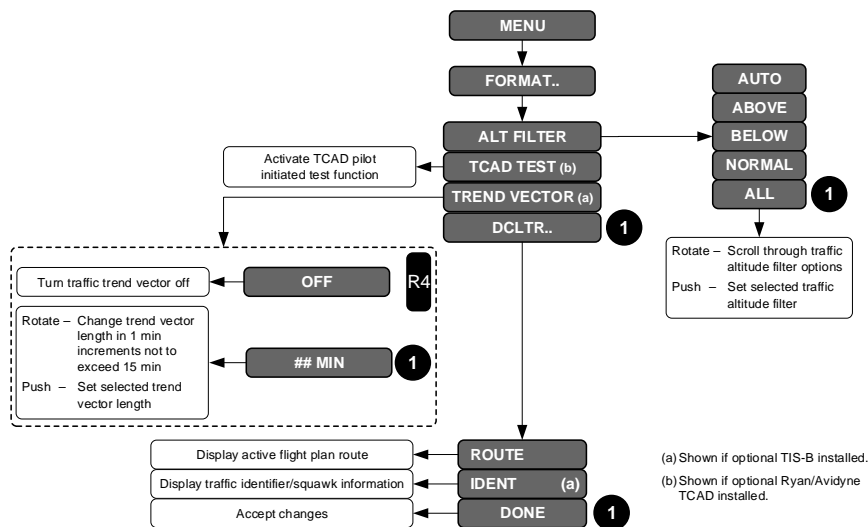 MENU
FORMAT..
ALT FILTER
TCAD TEST (b)
TREND VECTOR (a)
DCLTR..
1
AUTO
ABOVE
BELOW
NORMAL
ALL
1
Rotate – Scroll through traffic
altitude filter options
Push – Set selected traffic
altitude filter
Activate TCAD pilot
initiated test function
Turn traffic trend vector off
OFF
R4
Rotate – Change trend vector
length in 1 min
increments not to
exceed 15 min
Push – Set selected trend
vector length
## MIN
1
Display active flight plan route
ROUTE
Display traffic identifier/squawk information
IDENT (a)
Accept changes
DONE
1
(a) Shown if optional TIS-B installed.
(b) Shown if optional Ryan/Avidyne
TCAD installed.